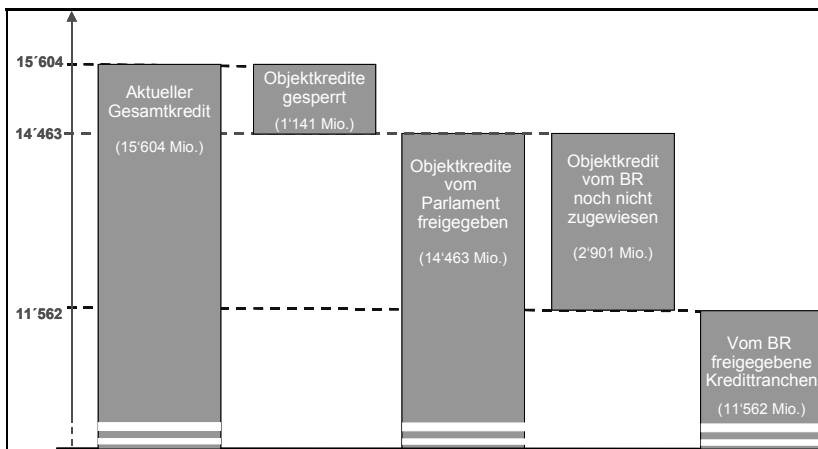 15´604
14´463
11´562
Aktueller
Gesamtkredit
(15‘604 Mio.)
Objektkredite
gesperrt
(1‘141 Mio.)
Objektkredite
vom
Parlament
freigegeben
(14‘463 Mio.)
Objektkredit
vom BR
noch nicht
zugewiesen
(2‘901 Mio.)
Vom BR
freigegebene
Kredittranchen
(11‘562 Mio.)